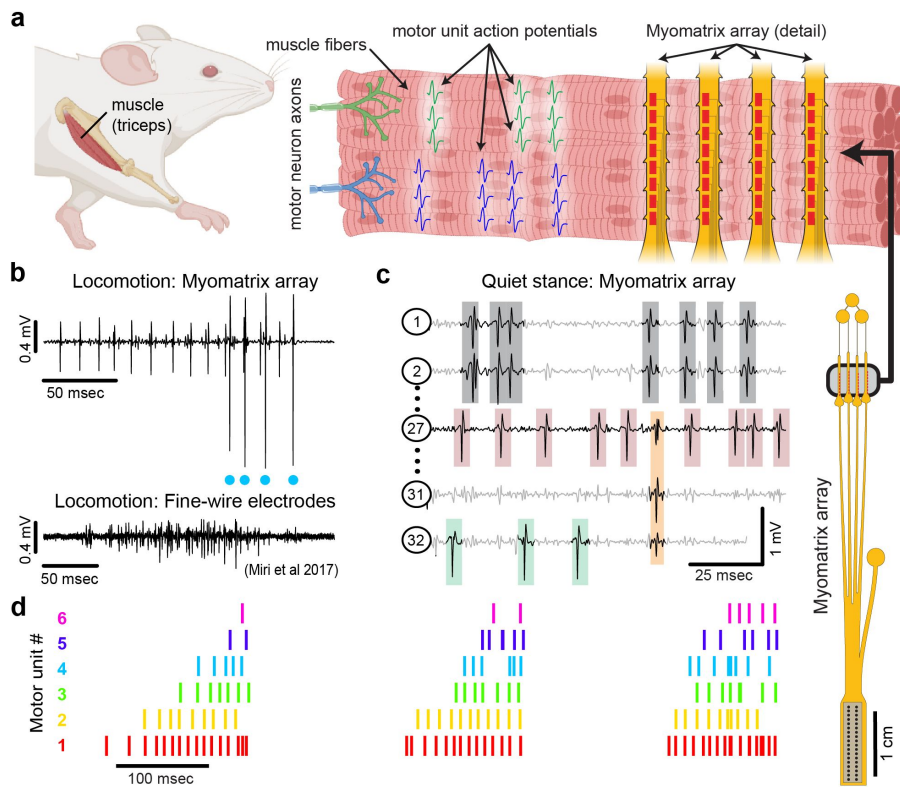 a
muscle
(triceps)
muscle fibers
motor unit action potentials
Myomatrix array (detail)
motor neuron axons
b
Locomotion: Myomatrix array
0.4 mV
50 msec
Locomotion: Fine-wire electrodes
0.4 mV
50 msec
(Miri et al 2017)
c
Quiet stance: Myomatrix array
1
2
27
31
32
1 mV
25 msec
Myomatrix array
1 cm
d
Motor unit #
6
5
4
3
2
1
100 msec